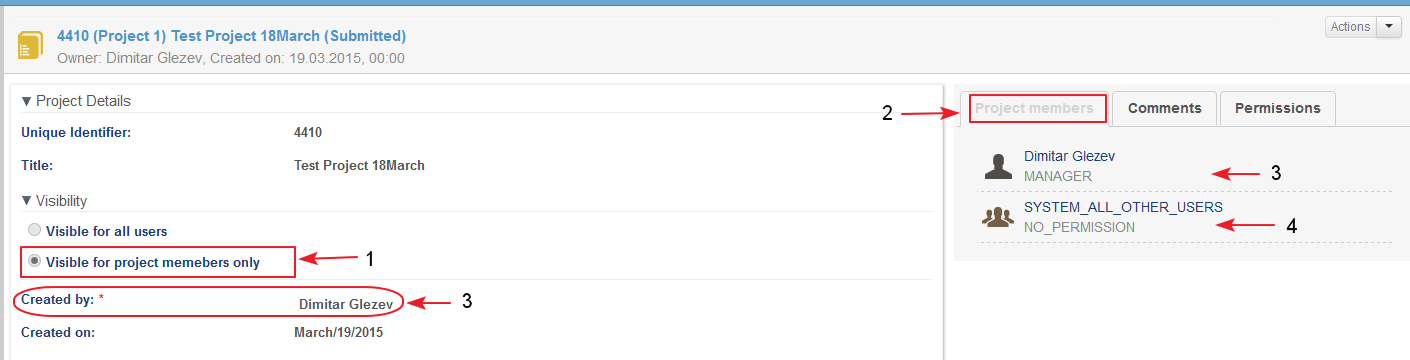 4410 (Project 1) Test Project 18March (Submitted)
Owner: Dimitar Glezev, Created on: 19.03.2015, 00:00
Actions
Project Details
Unique Identifier: 4410
Title: Test Project 18March
Visibility
Visible for all users
Visible for project memebers only 1
Created by: * Dimitar Glezev 3
Created on: March/19/2015
2 Project members Comments Permissions
Dimitar Glezev
MANAGER 3
SYSTEM_ALL_OTHER_USERS
NO_PERMISSION 4